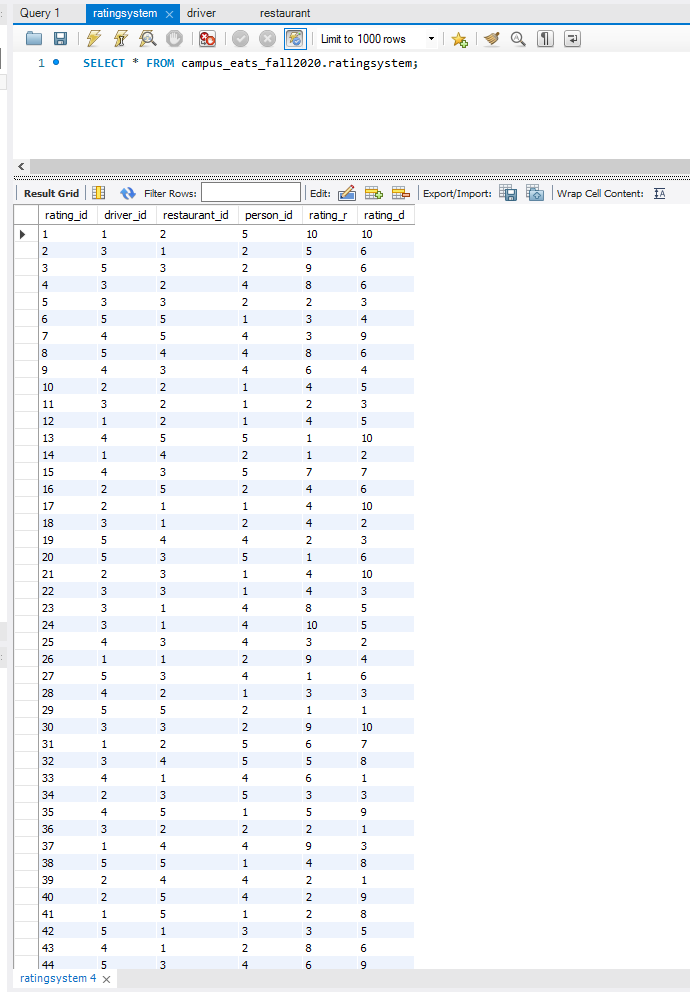 Query 1 ratingsystem driver restaurant
Limit to 1000 rows
1 SELECT * FROM campus_eats_fall2020.ratingsystem;
Result Grid Filter Rows: Edit: Export/Import: Wrap Cell Content:
rating_id driver_id restaurant_id person_id rating_r rating_d
1 1 2 5 10 10
2 3 1 2 5 6
3 5 3 2 9 6
4 3 2 4 8 6
5 3 3 2 2 3
6 5 5 1 3 4
7 4 5 4 3 9
8 5 4 4 8 6
9 4 3 4 6 4
10 2 2 1 4 5
11 3 2 1 2 3
12 1 2 1 4 5
13 4 5 5 1 10
14 1 4 2 1 2
15 4 3 5 7 7
16 2 5 2 4 6
17 2 1 1 4 10
18 3 1 2 4 2
19 5 4 4 2 3
20 5 3 5 1 6
21 2 3 1 4 10
22 3 3 1 4 3
23 3 1 4 8 5
24 3 1 4 10 5
25 4 3 4 3 2
26 1 1 2 9 4
27 5 3 4 1 6
28 4 2 1 3 3
29 5 5 2 1 1
30 3 3 2 9 10
31 1 2 5 6 7
32 3 4 5 5 8
33 4 1 4 6 1
34 2 3 5 3 3
35 4 5 1 5 9
36 3 2 2 2 1
37 1 4 4 9 3
38 5 5 1 4 8
39 2 4 4 2 1
40 2 5 4 2 9
41 1 5 1 2 8
42 5 1 3 3 5
43 4 1 2 8 6
44 5 3 4 6 9
ratingsystem 4